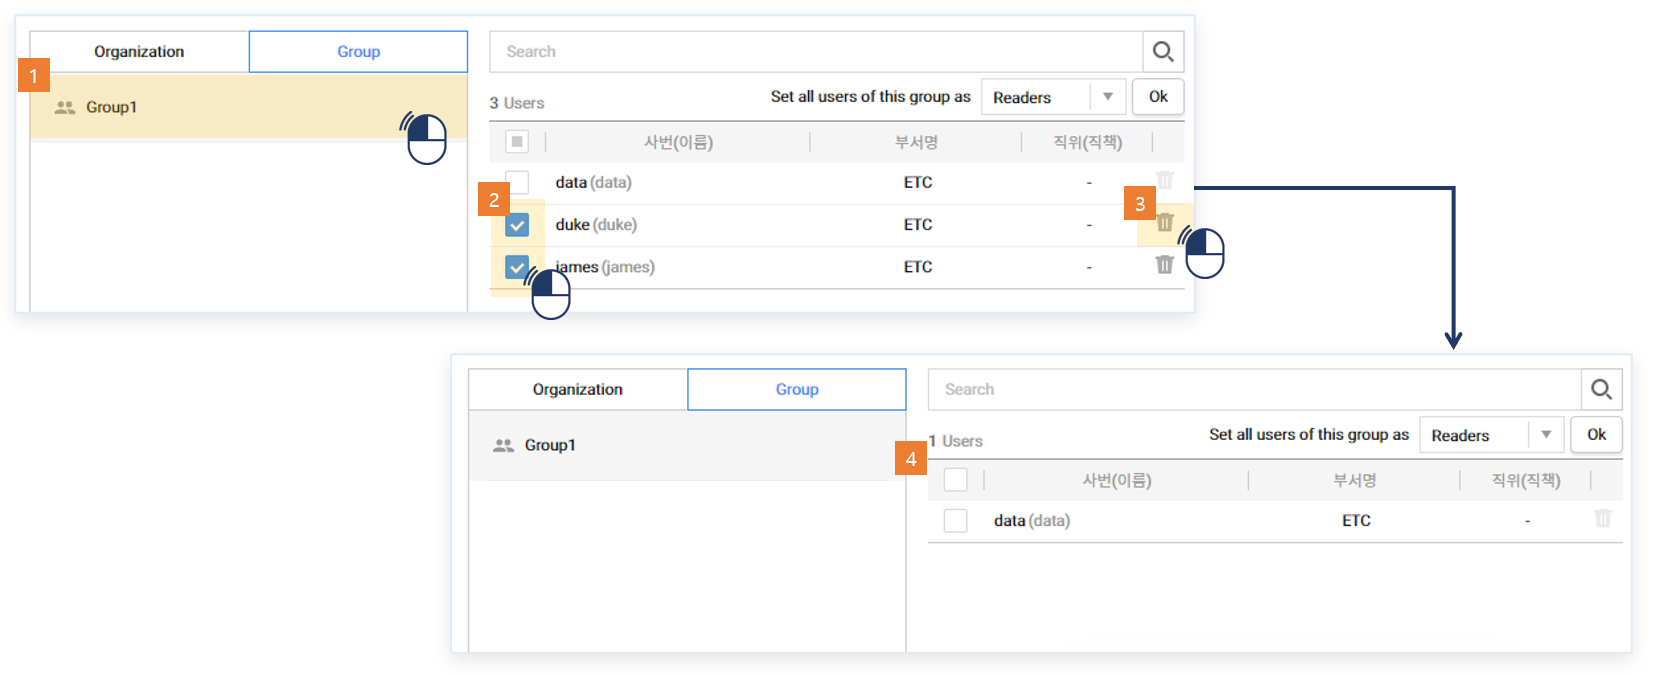 Organization Group
1
Group1
Search
3 Users
Set all users of this group as Readers Ok
사번(이름) 부서명 직위(직책)
data (data) ETC -
2
3
duke (duke) ETC -
james (james) ETC -
Organization Group
Group1
Search
1 Users
Set all users of this group as Readers Ok
4
사번(이름) 부서명 직위(직책)
data (data) ETC -